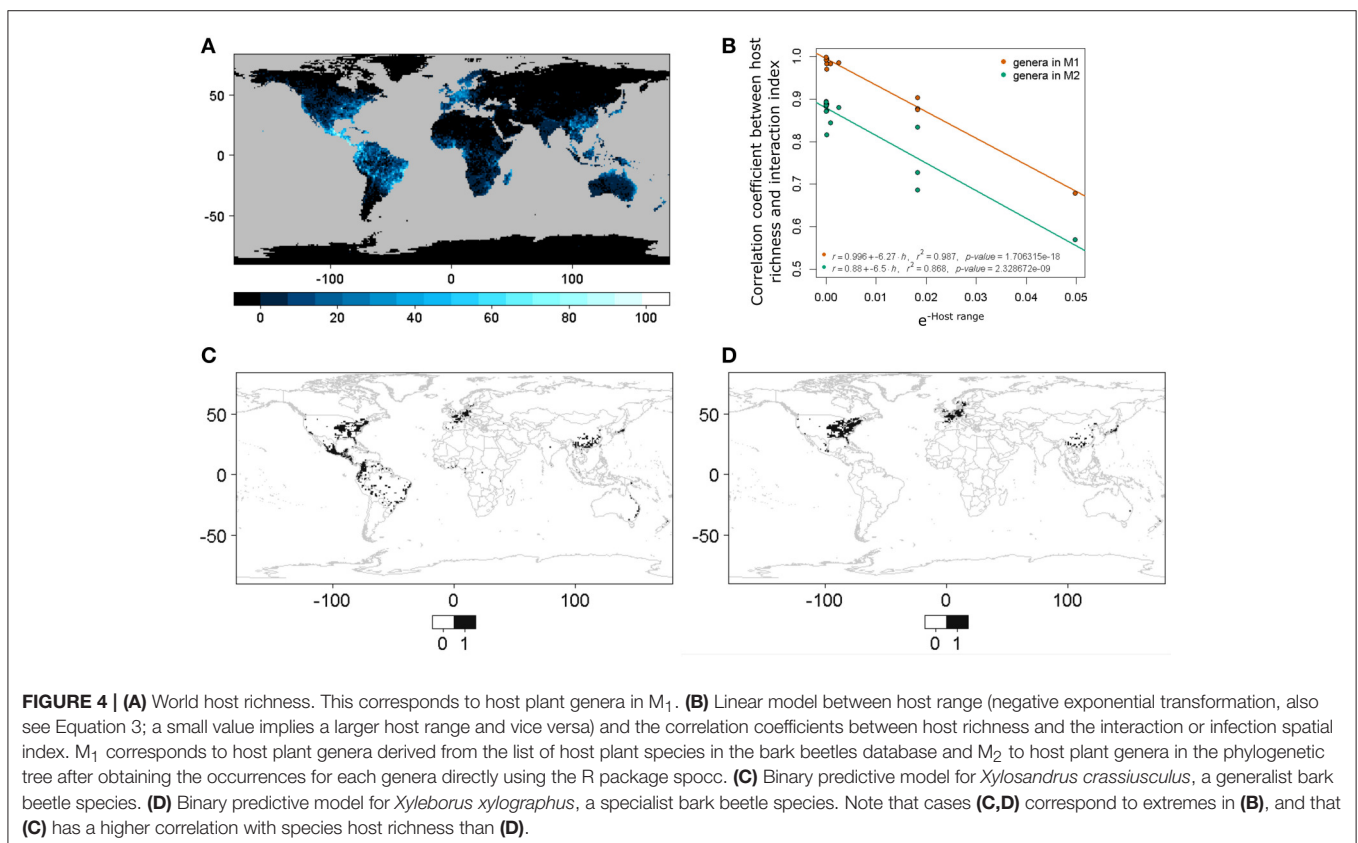 A
50
0
-50
-100
0
100
0
20
40
60
80
100
B
Correlation coefficient between host
richness and interaction index
1.0
0.9
0.8
0.7
0.6
0.5
genera in M1
genera in M2
r = 0.996 + -6.27 · h, r² = 0.987, p-value = 1.706315e-18
r = 0.88 + -6.5 · h, r² = 0.868, p-value = 2.328672e-09
0.00
0.01
0.02
0.03
0.04
0.05
e-Host range
C
50
0
-50
-100
0
100
0 1
D
50
0
-50
-100
0
100
0 1
FIGURE 4 | (A) World host richness. This corresponds to host plant genera in M1. (B) Linear model between host range (negative exponential transformation, also
see Equation 3; a small value implies a larger host range and vice versa) and the correlation coefficients between host richness and the interaction or infection spatial
index. M1 corresponds to host plant genera derived from the list of host plant species in the bark beetles database and M2 to host plant genera in the phylogenetic
tree after obtaining the occurrences for each genera directly using the R package spocc. (C) Binary predictive model for Xylosandrus crassiusculus, a generalist bark
beetle species. (D) Binary predictive model for Xyleborus xylographus, a specialist bark beetle species. Note that cases (C,D) correspond to extremes in (B), and that
(C) has a higher correlation with species host richness than (D).